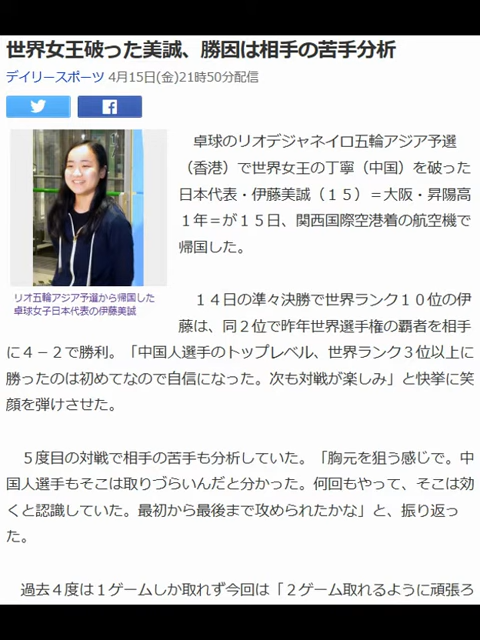 世界女王破った美誠、勝因は相手の苦手分析
デイリースポーツ 4月15日(金)21時50分配信
卓球のリオデジャネイロ五輪アジア予選
（香港）で世界女王の丁寧（中国）を破った
日本代表・伊藤美誠（１５）＝大阪・昇陽高
１年＝が１５日、関西国際空港着の航空機で
帰国した。
リオ五輪アジア予選から帰国した
卓球女子日本代表の伊藤美誠
１４日の準々決勝で世界ランク１０位の伊
藤は、同２位で昨年世界選手権の覇者を相手
に４－２で勝利。「中国人選手のトップレベル、世界ランク３位以上に
勝ったのは初めてなので自信になった。次も対戦が楽しみ」と快挙に笑
顔を弾けさせた。
５度目の対戦で相手の苦手も分析していた。「胸元を狙う感じで。中
国人選手もそこは取りづらいんだと分かった。何回もやって、そこは効
くと認識していた。最初から最後まで攻められたかな」と、振り返っ
た。
過去４度は１ゲームしか取れず今回は「２ゲーム取れるように頑張ろ